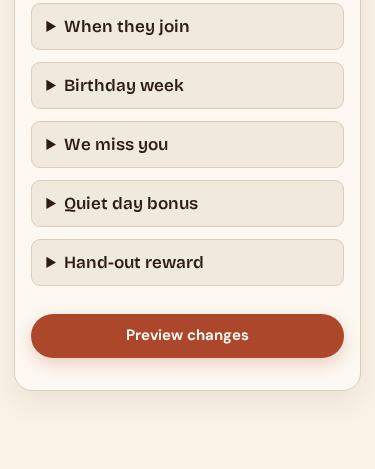 When they join
Birthday week
We miss you
Quiet day bonus
Hand-out reward
Preview changes